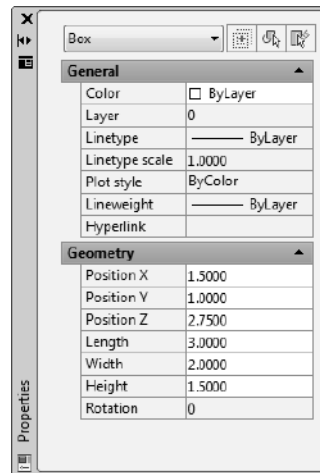 Box
General
Color ByLayer
Layer 0
Linetype ByLayer
Linetype scale 1.0000
Plot style ByColor
Lineweight ByLayer
Hyperlink
Geometry
Position X 1.5000
Position Y 1.0000
Position Z 2.7500
Length 3.0000
Width 2.0000
Height 1.5000
Rotation 0
Properties